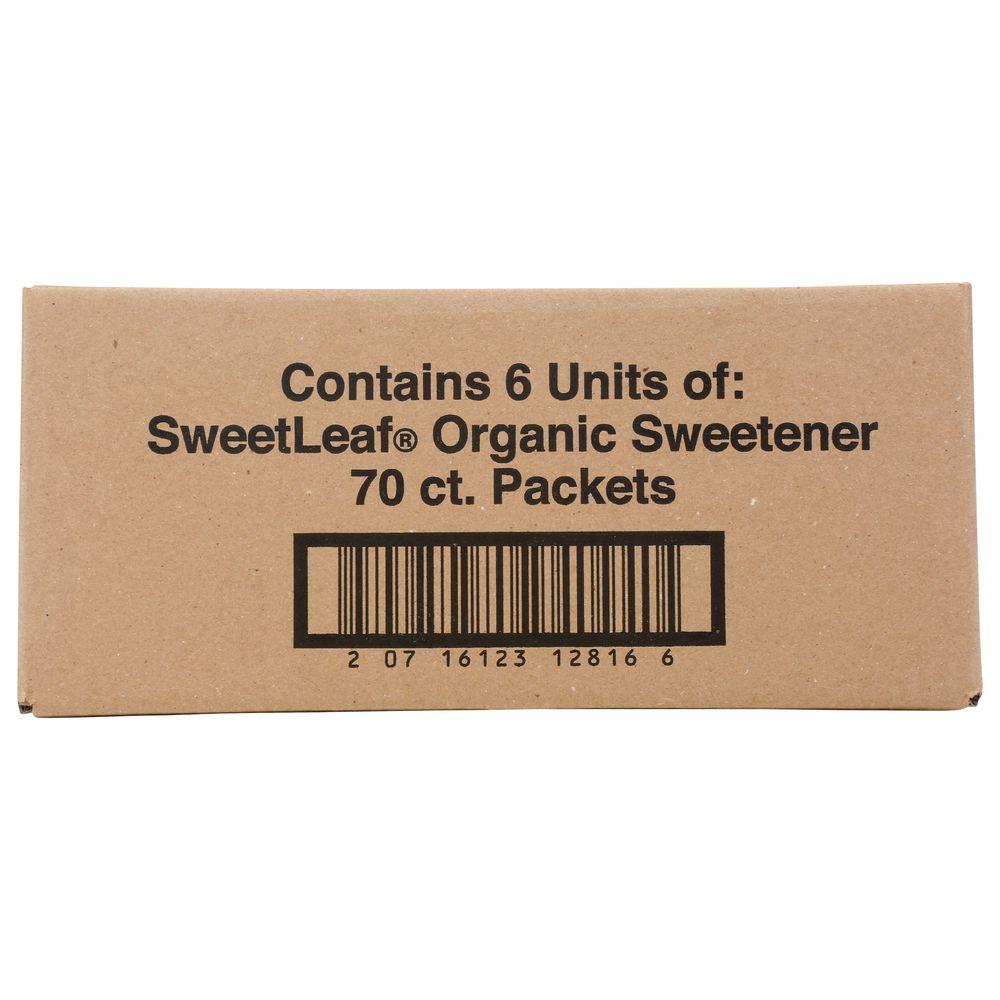 Contains 6 Units of:
SweetLeaf® Organic Sweetener
70 ct. Packets
2 07 16123 12816 6